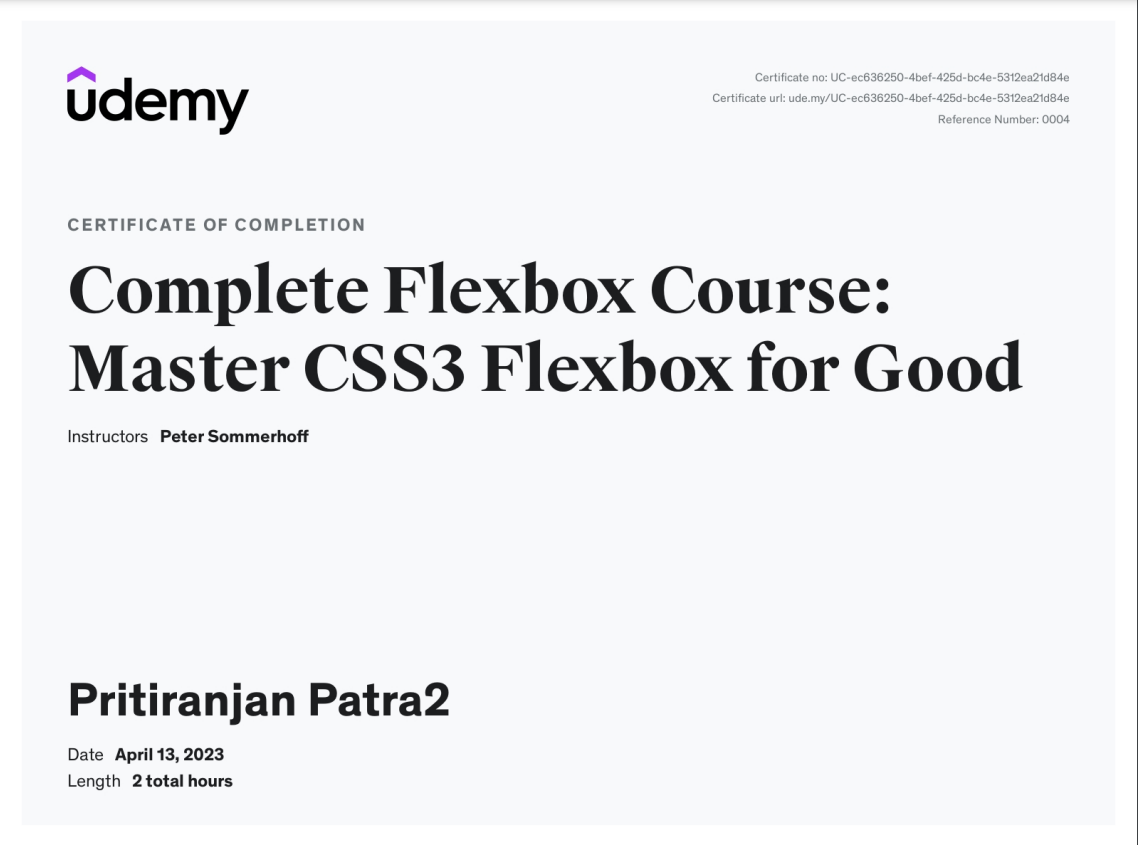 udemy
Certificate no: UC-ec636250-4bef-425d-bc4e-5312ea21d84e
Certificate url: ude.my/UC-ec636250-4bef-425d-bc4e-5312ea21d84e
Reference Number: 0004
CERTIFICATE OF COMPLETION
Complete Flexbox Course:
Master CSS3 Flexbox for Good
Instructors Peter Sommerhoff
Pritiranjan Patra2
Date April 13, 2023
Length 2 total hours